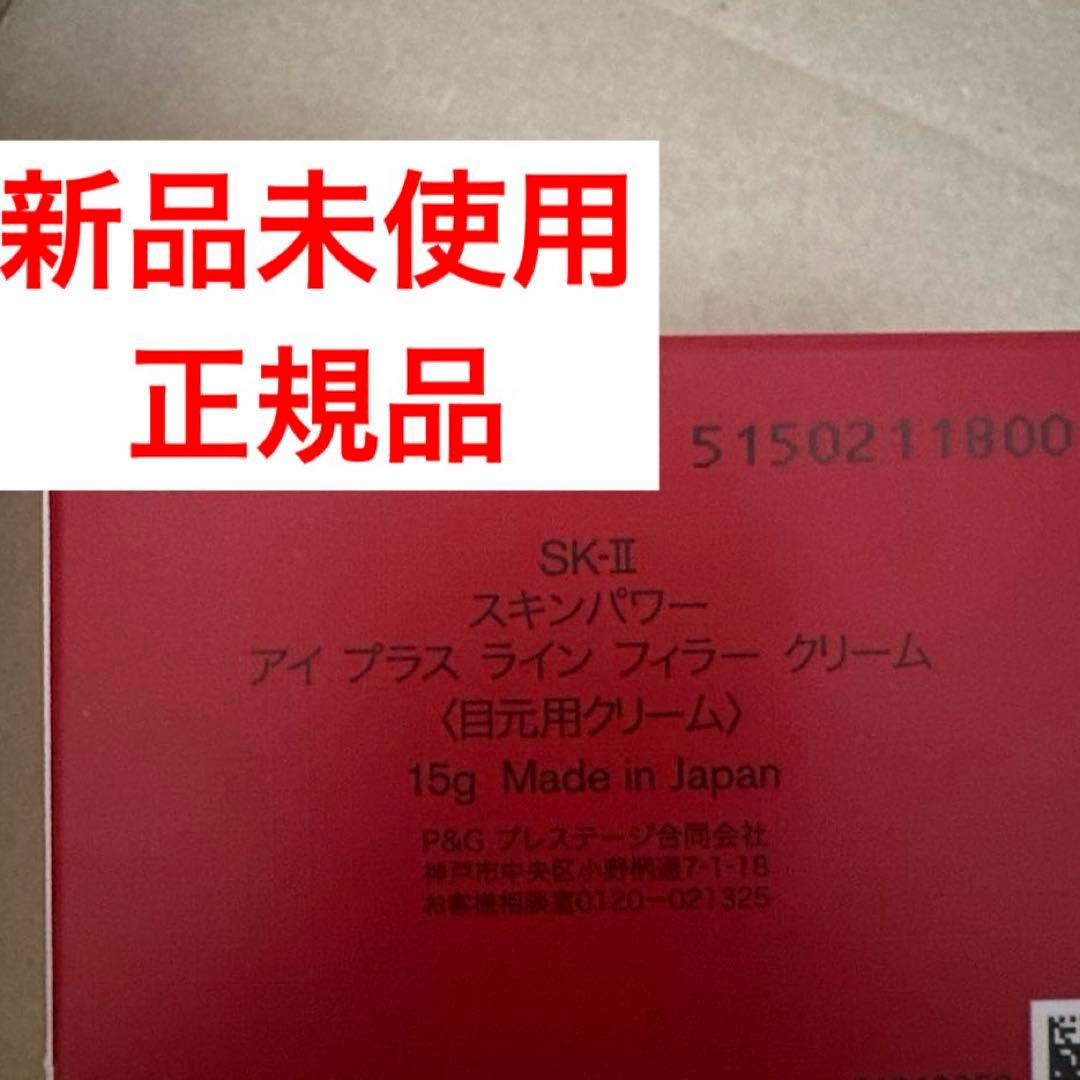 新品未使用
正規品
5150211800
SK-II
スキンパワー
アイ プラス ライン フィラー クリーム
〈目元用クリーム〉
15g Made in Japan
P&G プレステージ合同会社
神戸市中央区小野柄通7-1-18
お客様相談室0120-021325